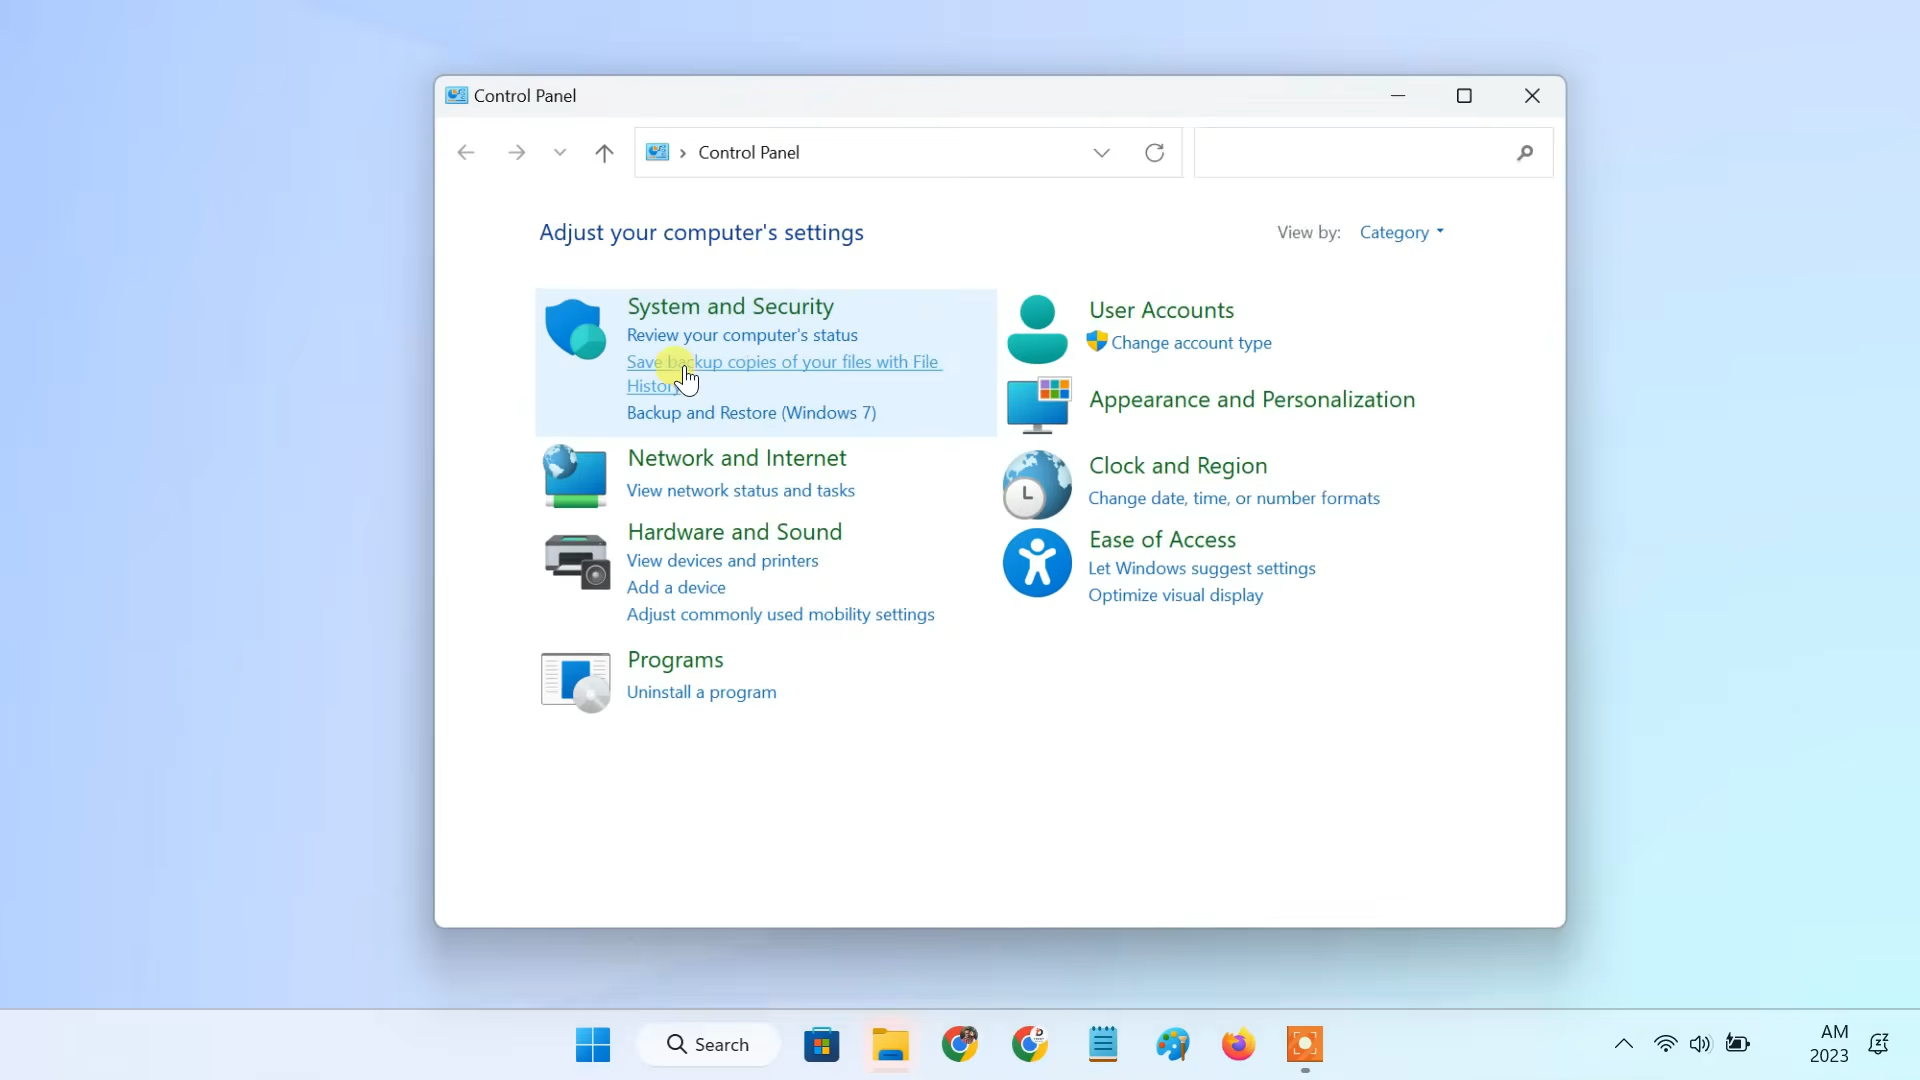 Control Panel
Control Panel
Adjust your computer's settings
View by: Category
System and Security
Review your computer's status
Save backup copies of your files with File
History
Backup and Restore (Windows 7)
Network and Internet
View network status and tasks
Hardware and Sound
View devices and printers
Add a device
Adjust commonly used mobility settings
Programs
Uninstall a program
User Accounts
Change account type
Appearance and Personalization
Clock and Region
Change date, time, or number formats
Ease of Access
Let Windows suggest settings
Optimize visual display
Search
AM
2023